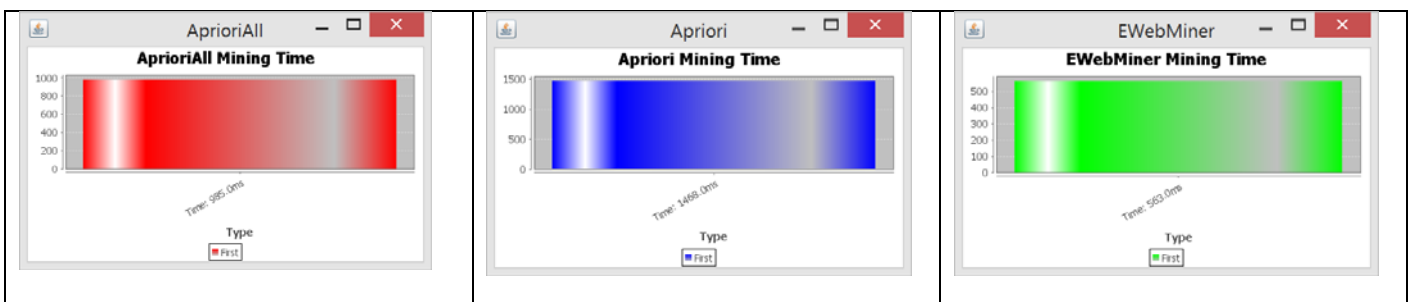 AprioriAll
AprioriAll Mining Time
1000
800
600
400
200
0
Time: 985.0ms
Type
First
Apriori
Apriori Mining Time
1500
1000
500
0
Time: 1468.0ms
Type
First
EWebMiner
EWebMiner Mining Time
500
400
300
200
100
0
Time: 563.0ms
Type
First